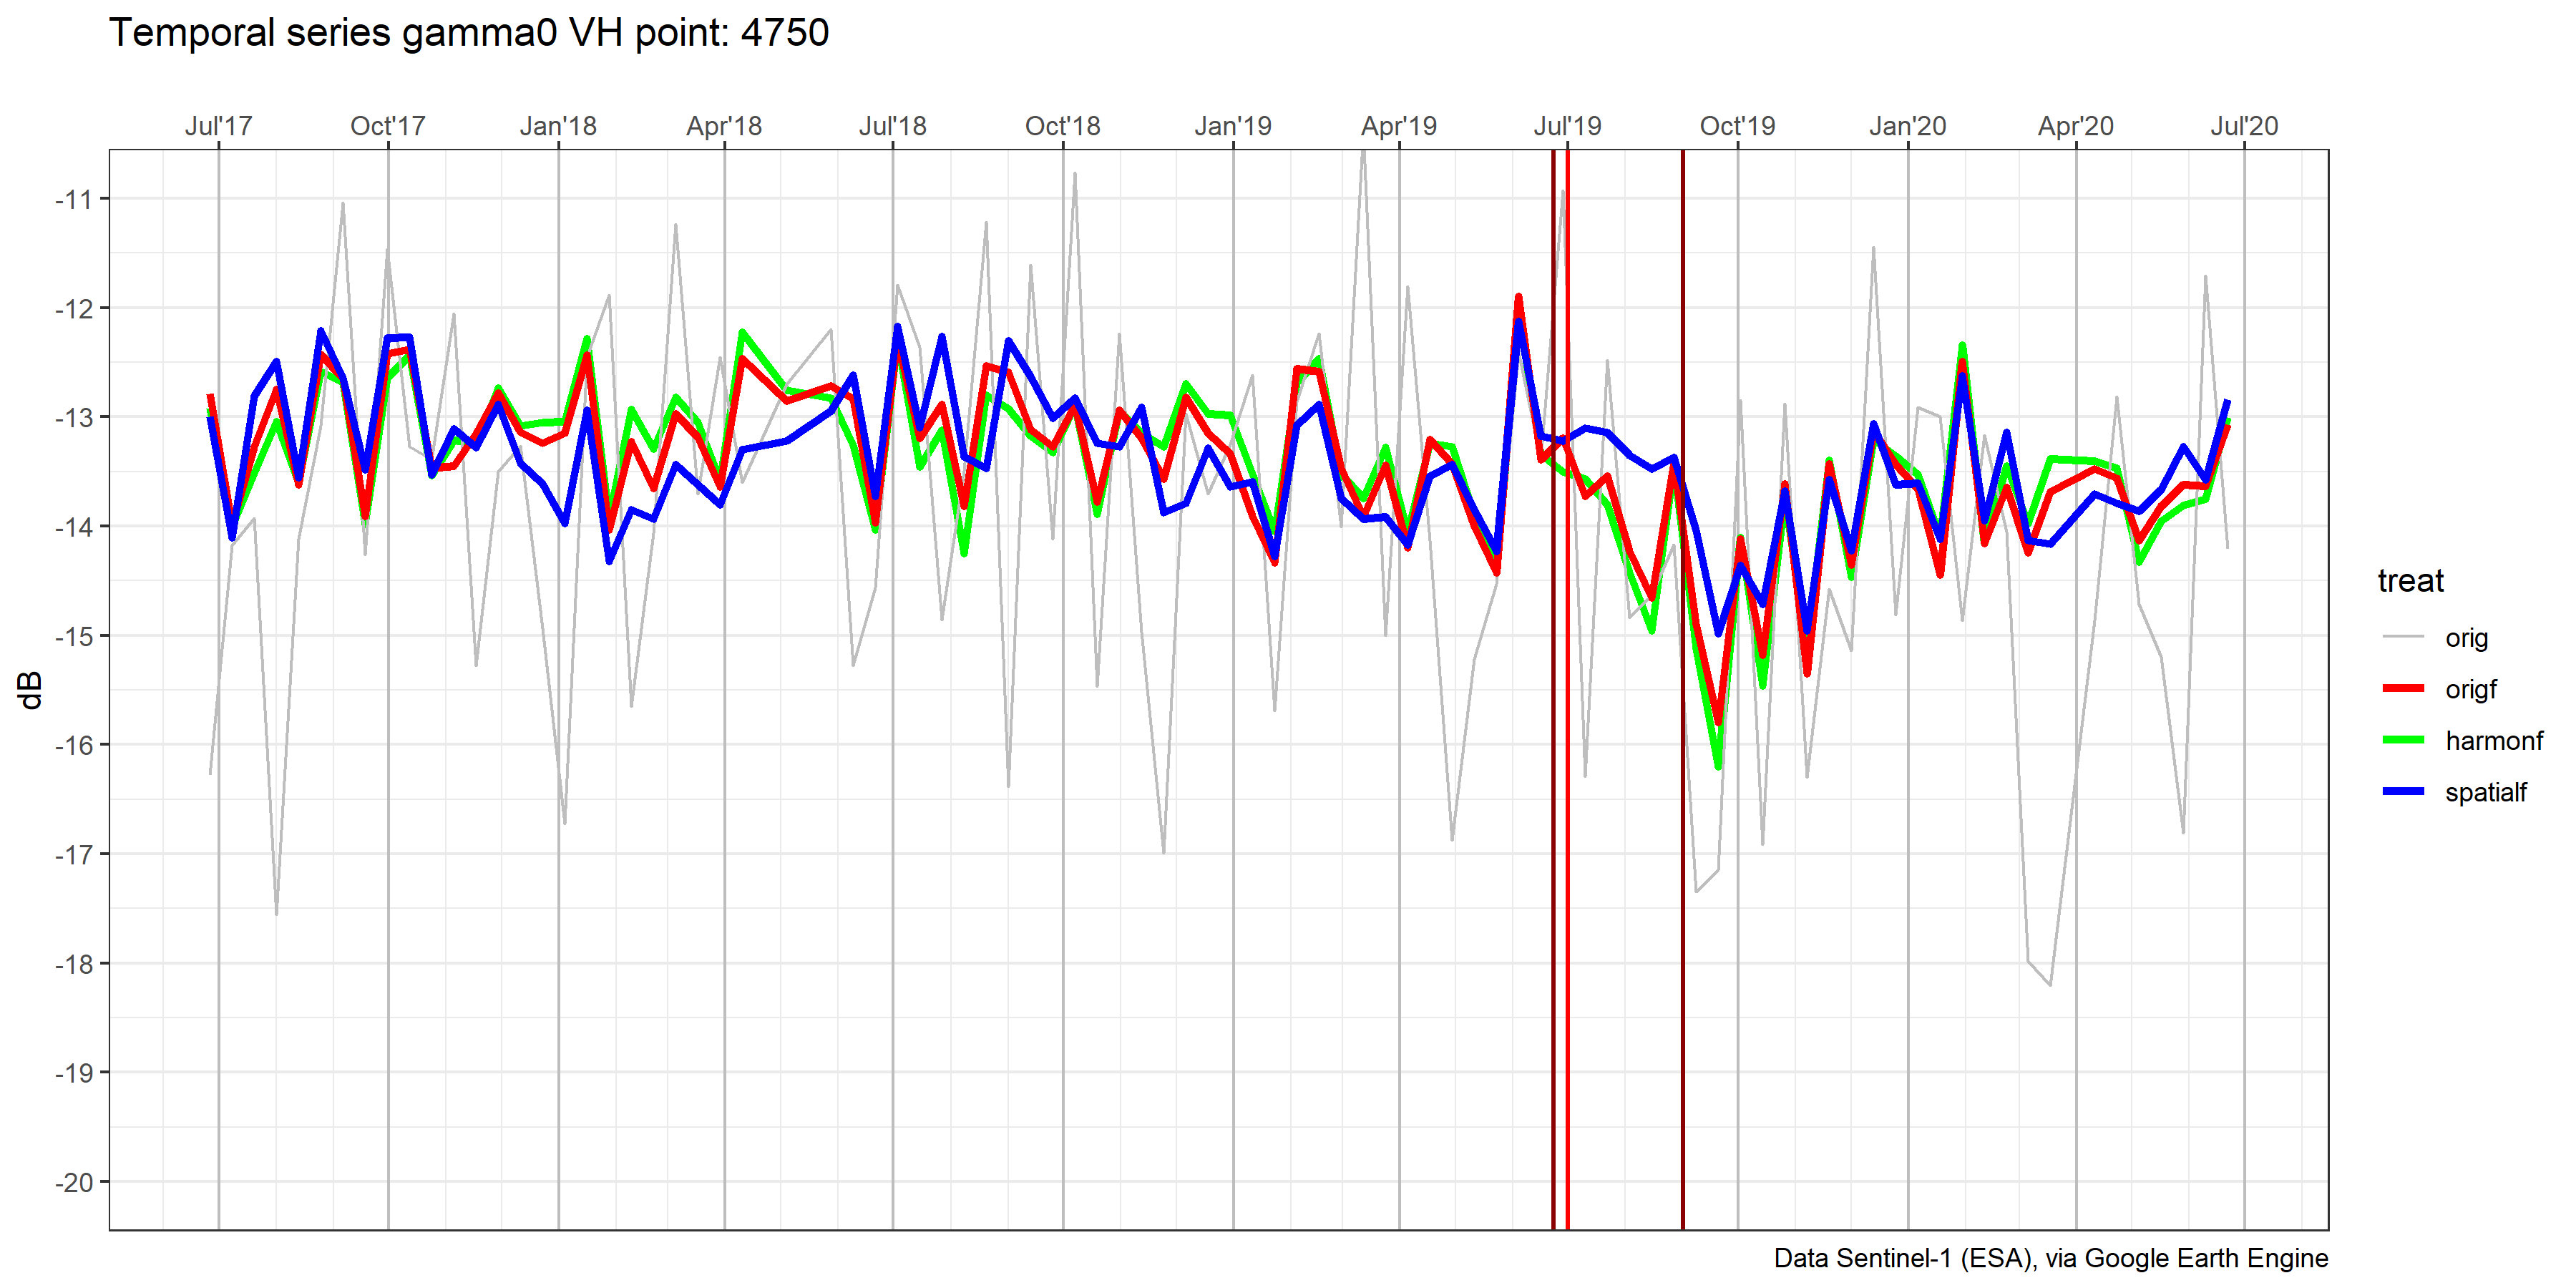 Temporal series gamma0 VH point: 4750
Jul'17 Oct'17 Jan'18 Apr'18 Jul'18 Oct'18 Jan'19 Apr'19 Jul'19 Oct'19 Jan'20 Apr'20 Jul'20
-11
-12
-13
-14
-15
-16
-17
-18
-19
-20
dB
treat
orig
origf
harmonf
spatialf
Data Sentinel-1 (ESA), via Google Earth Engine